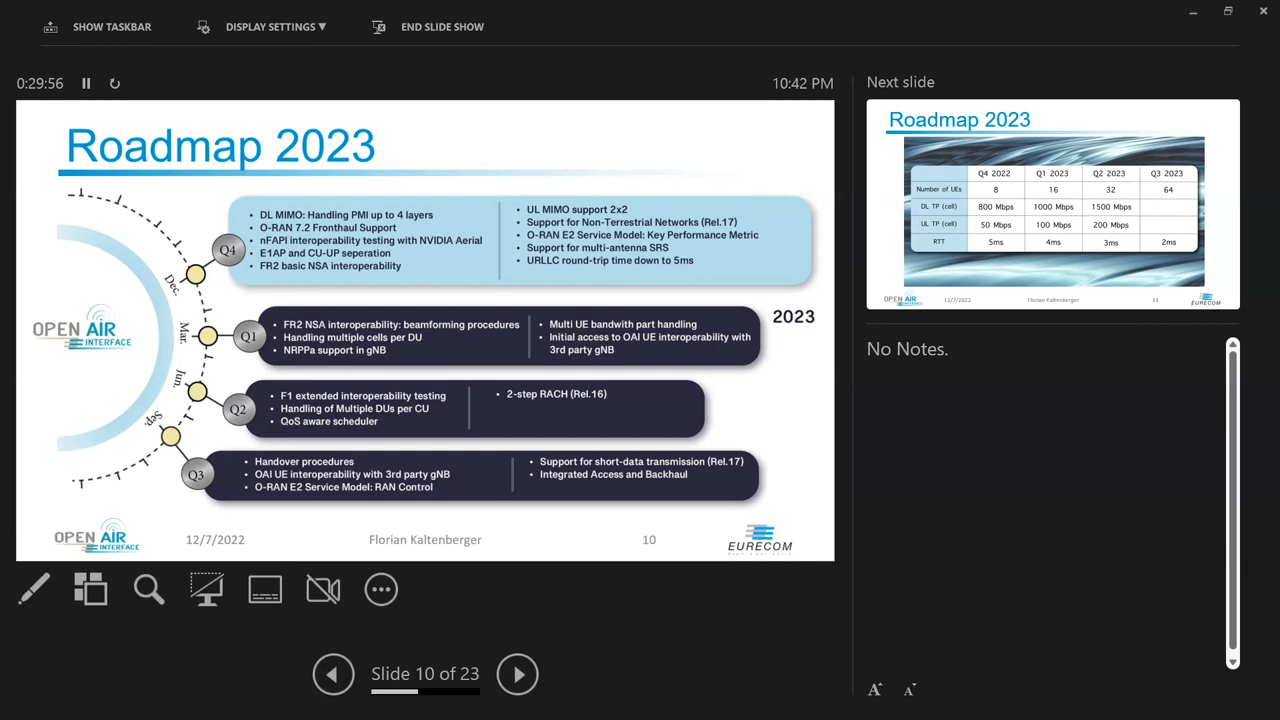 SHOW TASKBAR
DISPLAY SETTINGS ▼
END SLIDE SHOW
0:29:56
10:42 PM
Roadmap 2023
Q4
• DL MIMO: Handling PMI up to 4 layers
• O-RAN 7.2 Fronthaul Support
• nFAPI interoperability testing with NVIDIA Aerial
• E1AP and CU-UP seperation
• FR2 basic NSA interoperability
• UL MIMO support 2x2
• Support for Non-Terrestrial Networks (Rel.17)
• O-RAN E2 Service Model: Key Performance Metric
• Support for multi-antenna SRS
• URLLC round-trip time down to 5ms
Dec.
2023
OPEN AIR
INTERFACE
Mar.
Q1
• FR2 NSA interoperability: beamforming procedures
• Handling multiple cells per DU
• NRPPa support in gNB
• Multi UE bandwith part handling
• Initial access to OAI UE interoperability with
3rd party gNB
Jun.
Q2
• F1 extended interoperability testing
• Handling of Multiple DUs per CU
• QoS aware scheduler
• 2-step RACH (Rel.16)
Sep.
Q3
• Handover procedures
• OAI UE interoperability with 3rd party gNB
• O-RAN E2 Service Model: RAN Control
• Support for short-data transmission (Rel.17)
• Integrated Access and Backhaul
OPEN AIR
INTERFACE
12/7/2022
Florian Kaltenberger
10
EURECOM
Slide 10 of 23
Next slide
Roadmap 2023
Q4 2022 Q1 2023 Q2 2023 Q3 2023
Number of UEs 8 16 32 64
DL TP (cell) 800 Mbps 1000 Mbps 1500 Mbps
UL TP (cell) 50 Mbps 100 Mbps 200 Mbps
RTT 5ms 4ms 3ms 2ms
OPEN AIR
INTERFACE
12/7/2022
Florian Kaltenberger
11
EURECOM
No Notes.
A A